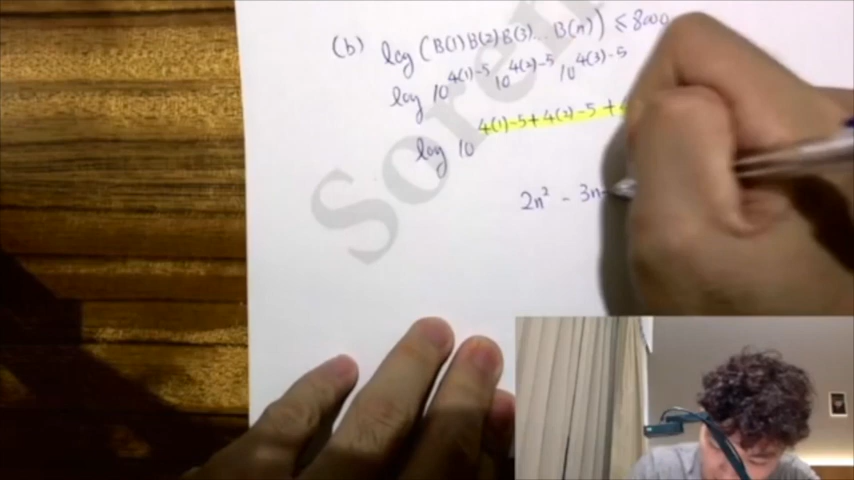 (b) log (B(1)B(2)B(3)... B(n)) ≤ 8000
log 10^4(1)-5 10^4(2)-5 10^4(3)-5
log 10^4(1)-5+4(2)-5+
2n² - 3n
Soren